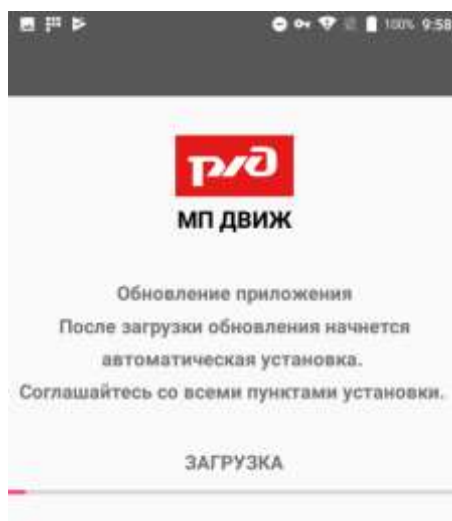 100% 9:58
ржд
МП ДВИЖ
Обновление приложения
После загрузки обновления начнется
автоматическая установка.
Соглашайтесь со всеми пунктами установки.
ЗАГРУЗКА